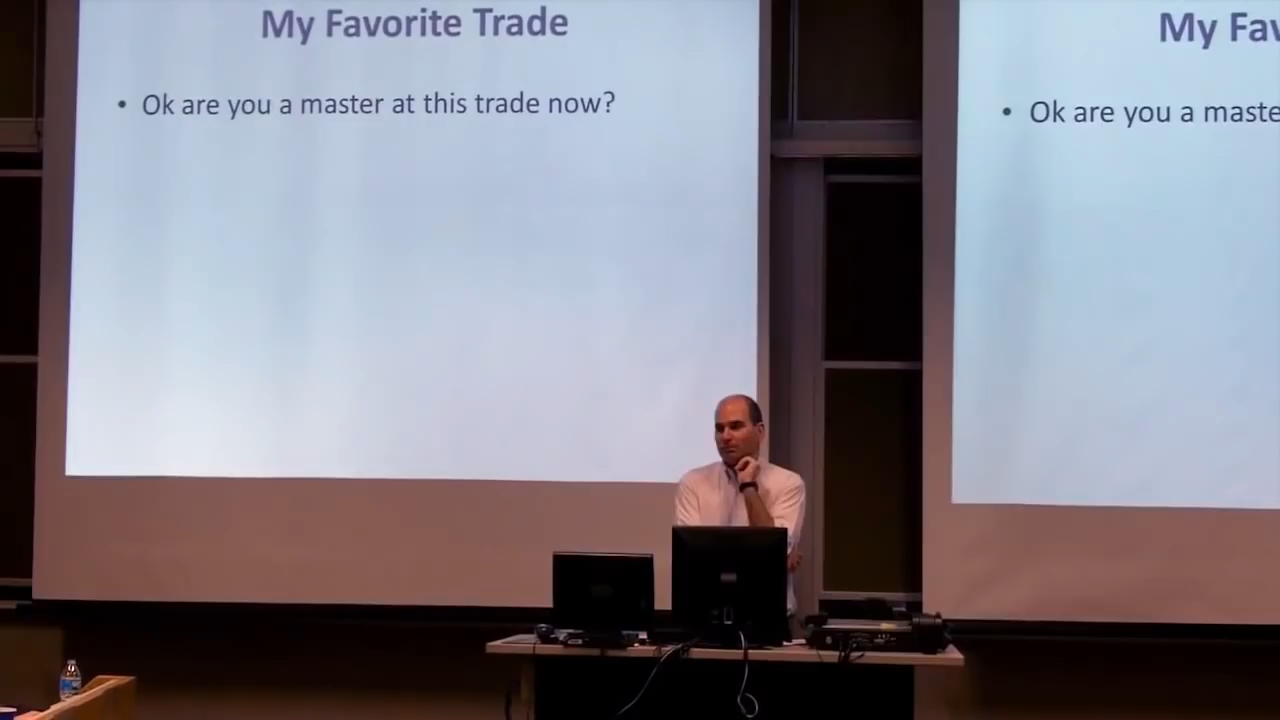 My Favorite Trade
• Ok are you a master at this trade now?
My Fav
• Ok are you a maste